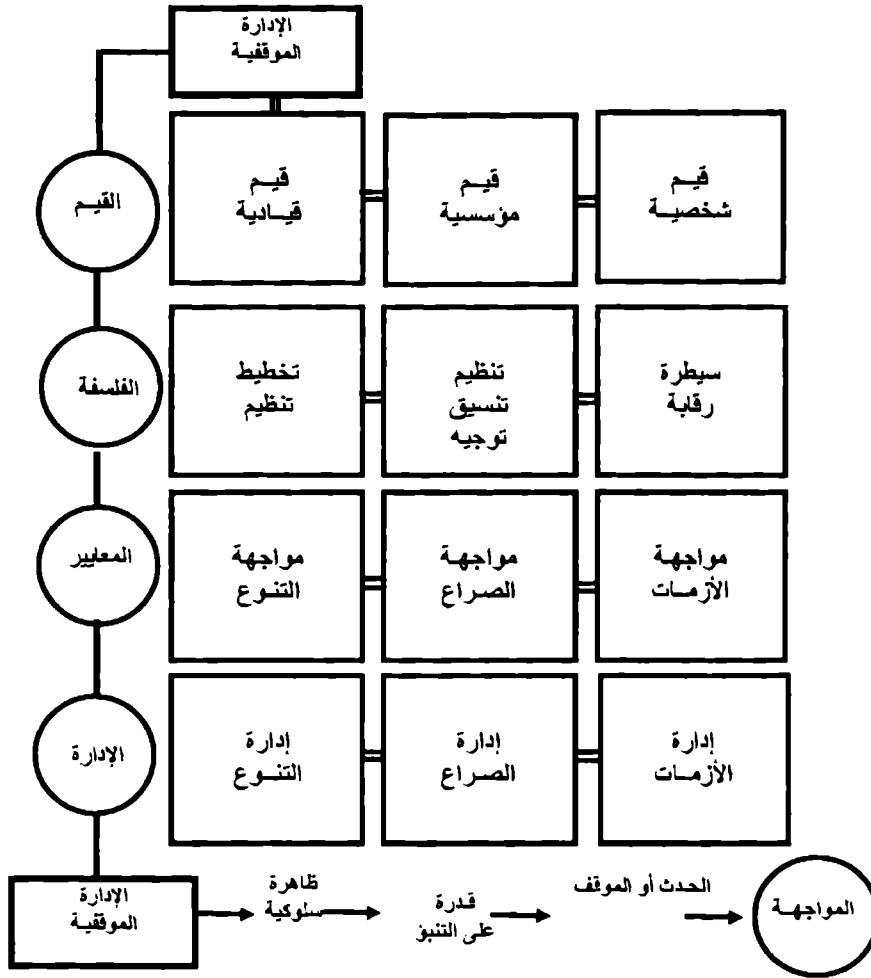 الإدارة
الموقفية
القيم
قيم
قيادية
قيم
مؤسسية
قيم
شخصية
الفلسفة
تخطيط
تنظيم
تنظيم
تنسيق
توجيه
سيطرة
رقابة
المعايير
مواجهة
التنوع
مواجهة
الصراع
مواجهة
الأزمات
الإدارة
إدارة
التنوع
إدارة
الصراع
إدارة
الأزمات
الإدارة
الموقفية
ظاهرة
سلوكية
قدرة
على التنبؤ
الحدث أو الموقف
المواجهة